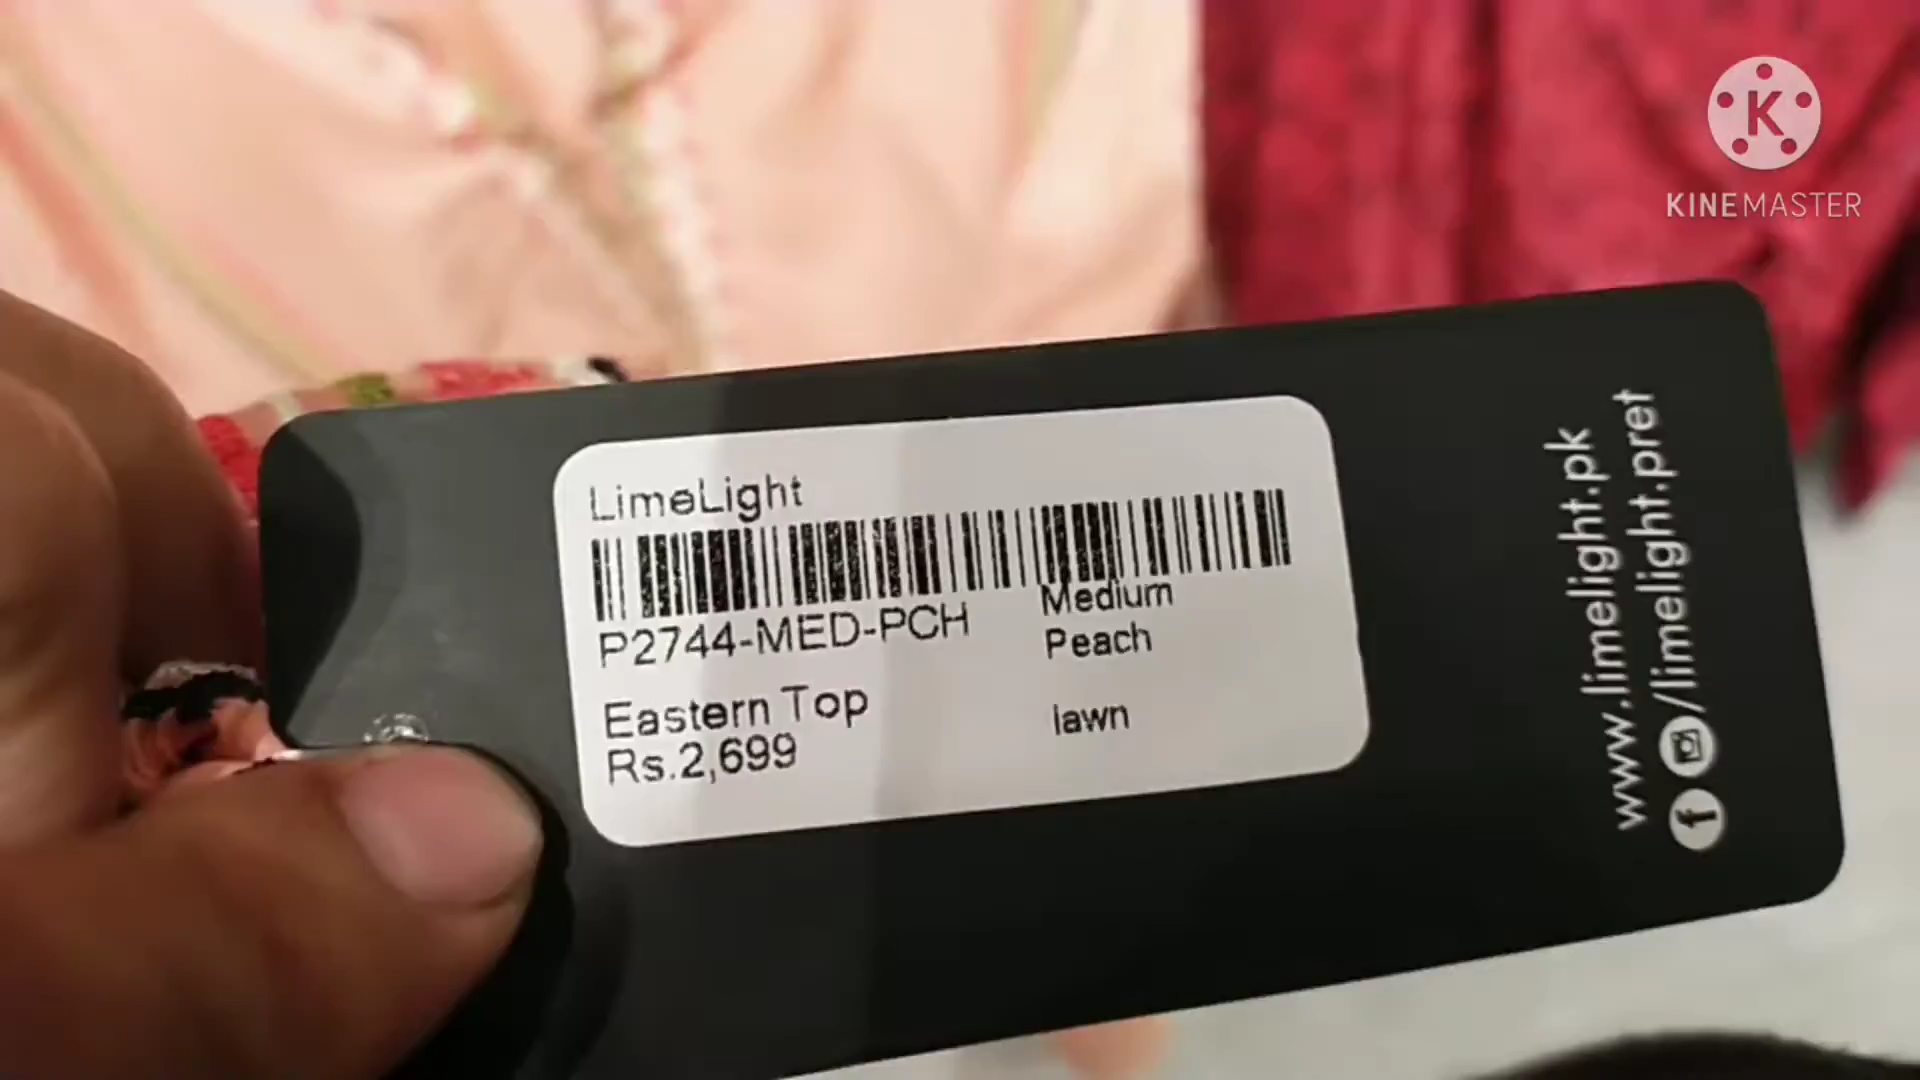 K
KINEMASTER
LimeLight
P2744-MED-PCH
Medium
Peach
Eastern Top
lawn
Rs.2,699
www.limelight.pk
/limelight.pret